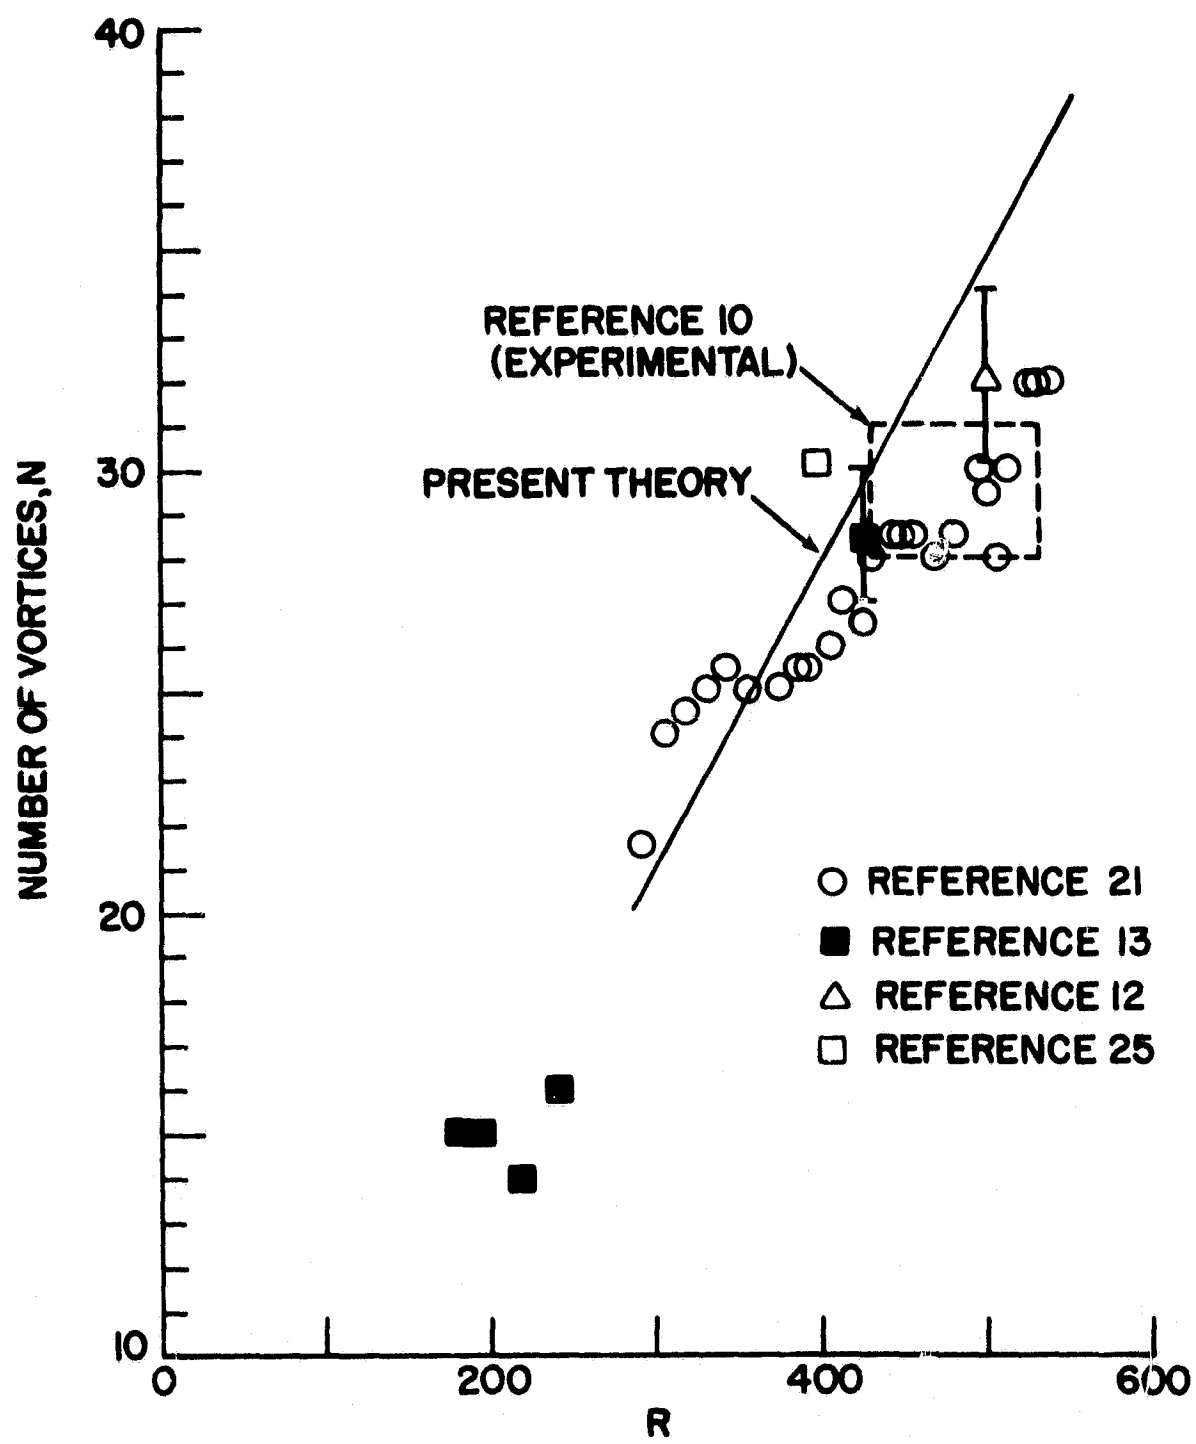 40
REFERENCE 10
(EXPERIMENTAL)
30
PRESENT THEORY
NUMBER OF VORTICES,N
REFERENCE 21
20
REFERENCE 13
REFERENCE 12
REFERENCE 25
10
0 200 400 600
R